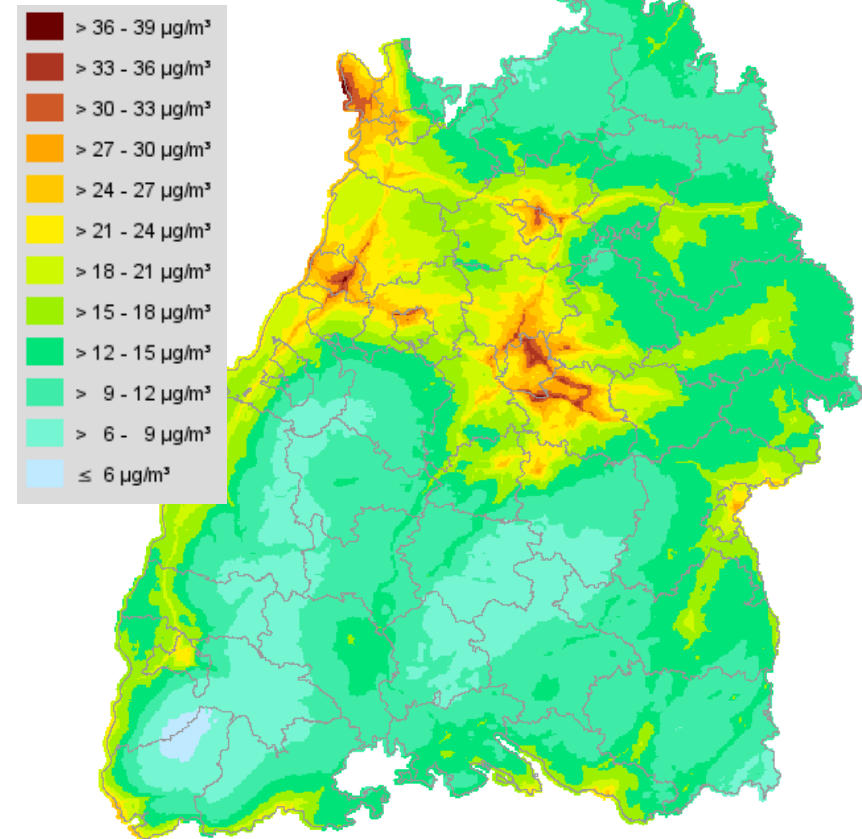 > 36 - 39 µg/m³
> 33 - 36 µg/m³
> 30 - 33 µg/m³
> 27 - 30 µg/m³
> 24 - 27 µg/m³
> 21 - 24 µg/m³
> 18 - 21 µg/m³
> 15 - 18 µg/m³
> 12 - 15 µg/m³
> 9 - 12 µg/m³
> 6 - 9 µg/m³
≤ 6 µg/m³